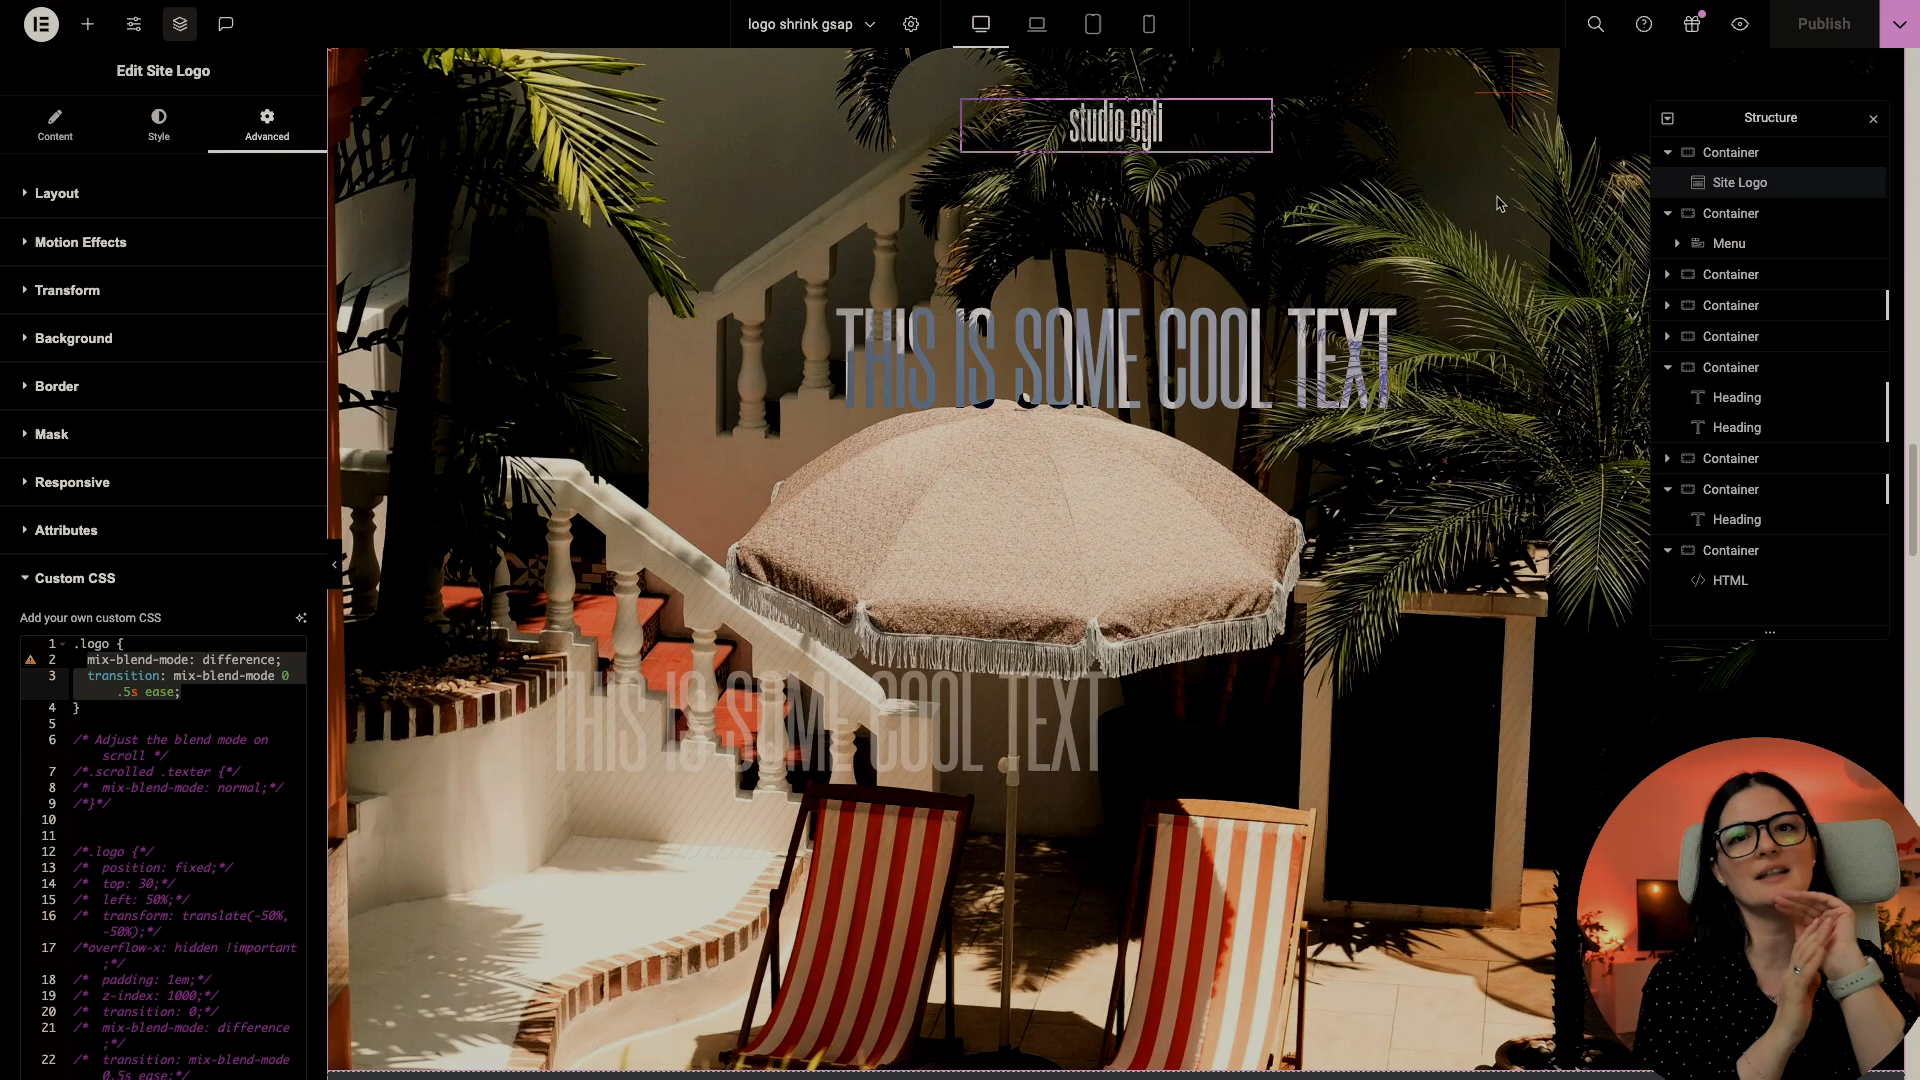 logo shrink gsap
Publish
Edit Site Logo
Content
Style
Advanced
Layout
Motion Effects
Transform
Background
Border
Mask
Responsive
Attributes
Custom CSS
Add your own custom CSS
1 .logo {
2 mix-blend-mode: difference;
3 transition: mix-blend-mode 0
.5s ease;
4 }
5
6 /* Adjust the blend mode on
scroll */
7 /*.scrolled .texter {*/
8 /* mix-blend-mode: normal;*/
9 /*}*/
10
11
12 /*.logo {*/
13 /* position: fixed;*/
14 /* top: 30;*/
15 /* left: 50%;*/
16 /* transform: translate(-50%,
-50%);*/
17 /*overflow-x: hidden !important
;*/
18 /* padding: 1em;*/
19 /* z-index: 1000;*/
20 /* transition: 0;*/
21 /* mix-blend-mode: difference
;*/
22 /* transition: mix-blend-mode
0.5s ease;*/
studio egli
THIS IS SOME COOL TEXT
THIS IS SOME COOL TEXT
Structure
Container
Site Logo
Container
Menu
Container
Container
Container
Container
Heading
Heading
Container
Container
Heading
Container
HTML